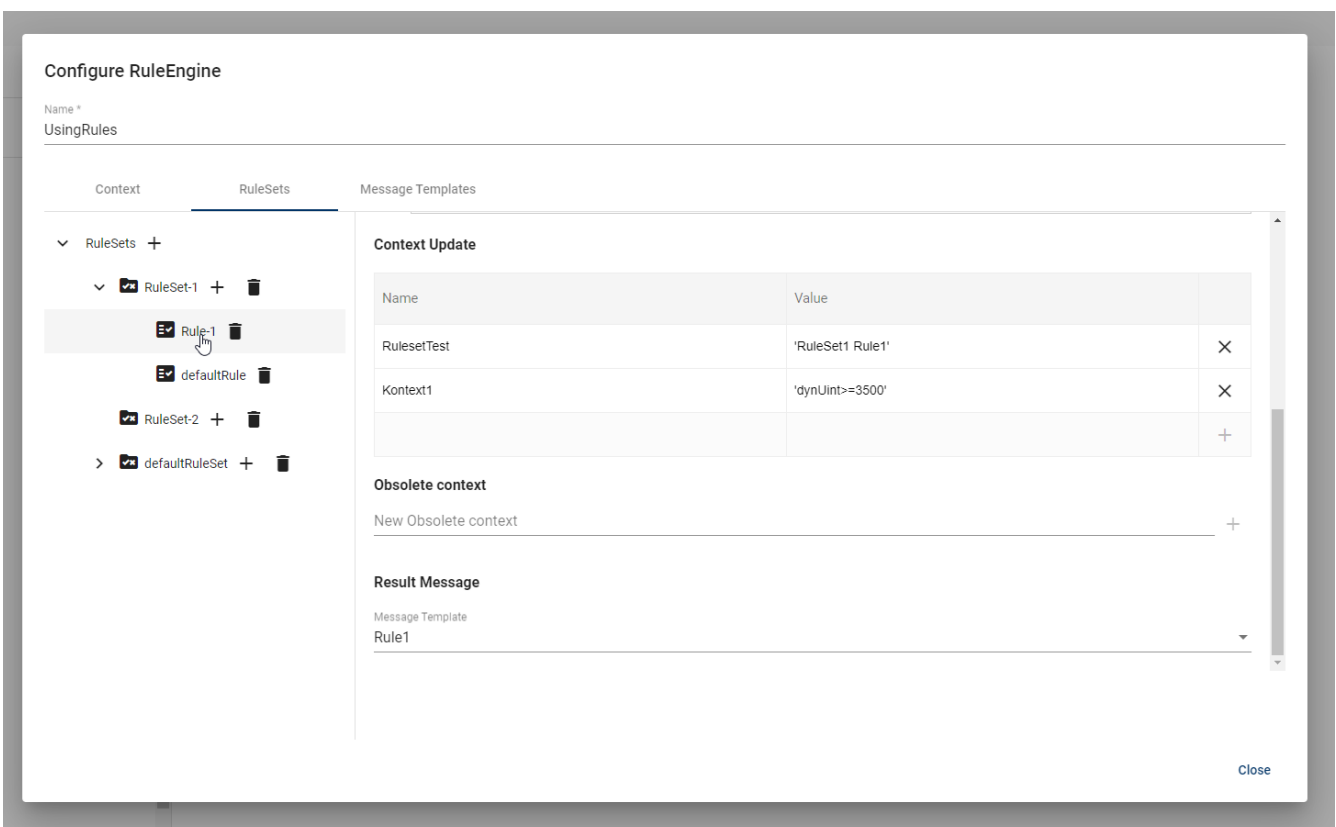 Configure RuleEngine
Name *
UsingRules
Context RuleSets Message Templates
RuleSets
RuleSet-1
Rule-1
defaultRule
RuleSet-2
defaultRuleSet
Context Update
Name Value
RulesetTest 'RuleSet1 Rule1'
Kontext1 'dynUint>=3500'
Obsolete context
New Obsolete context
Result Message
Message Template
Rule1
Close